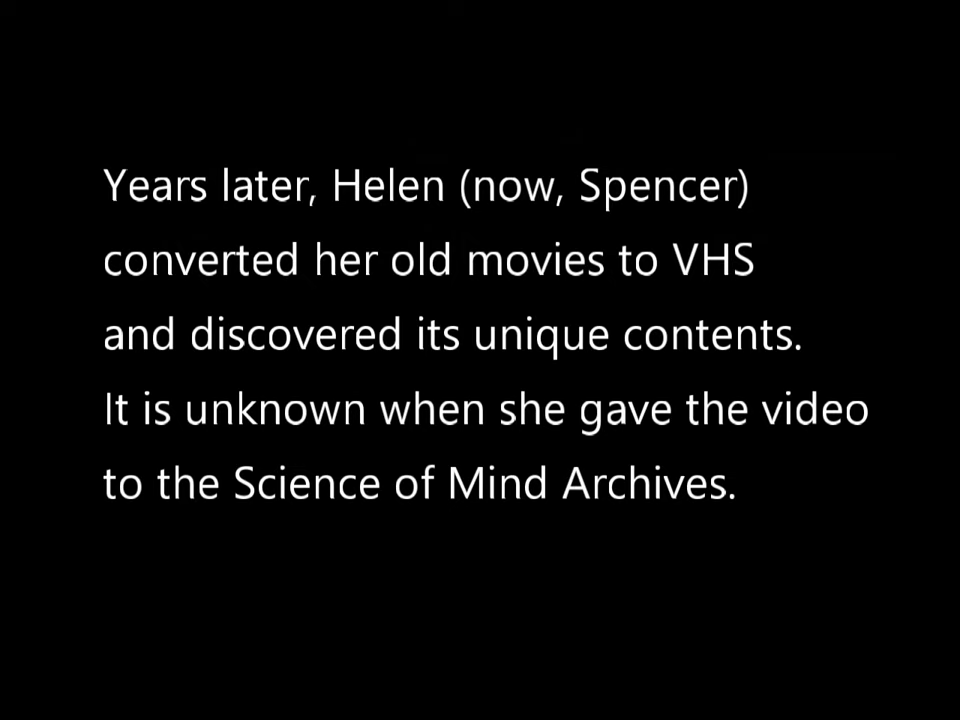 Years later, Helen (now, Spencer)
converted her old movies to VHS
and discovered its unique contents.
It is unknown when she gave the video
to the Science of Mind Archives.